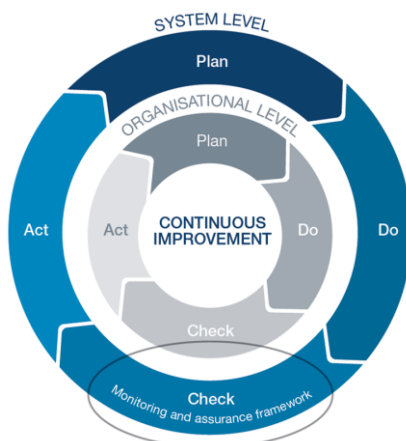 SYSTEM LEVEL
Plan
ORGANISATIONAL LEVEL
Plan
Act
Act
CONTINUOUS
IMPROVEMENT
Do
Do
Check
Check
Monitoring and assurance framework